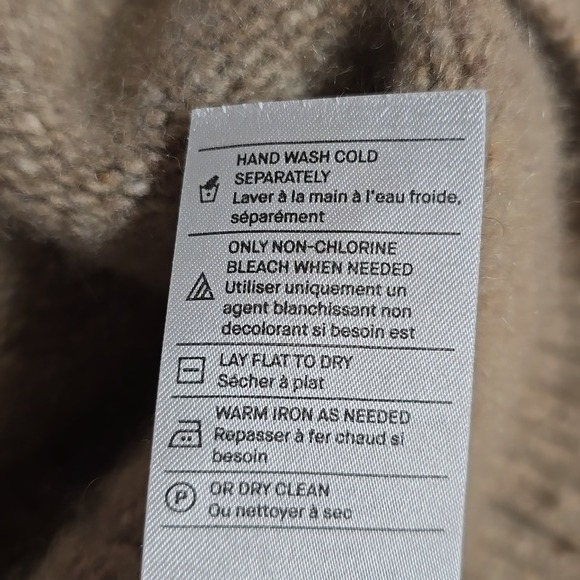 HAND WASH COLD
SEPARATELY
Laver à la main à l'eau froide,
séparément
ONLY NON-CHLORINE
BLEACH WHEN NEEDED
Utiliser uniquement un
agent blanchissant non
decolorant si besoin est
LAY FLAT TO DRY
Sécher à plat
WARM IRON AS NEEDED
Repasser à fer chaud si
besoin
P
OR DRY CLEAN
Ou nettoyer à sec